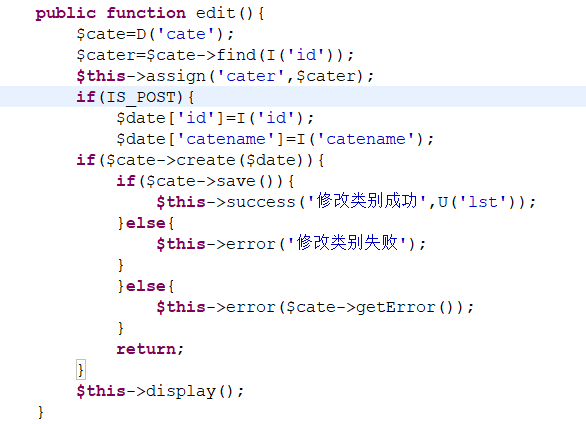 public function edit(){
$cate=D('cate');
$cater=$cate->find(I('id'));
$this->assign('cater',$cater);
if(IS_POST){
$date['id']=I('id');
$date['catename']=I('catename');
if($cate->create($date)){
if($cate->save()){
$this->success('修改类别成功',U('lst'));
}else{
$this->error('修改类别失败');
}
}else{
$this->error($cate->getError());
}
return;
}
$this->display();
}